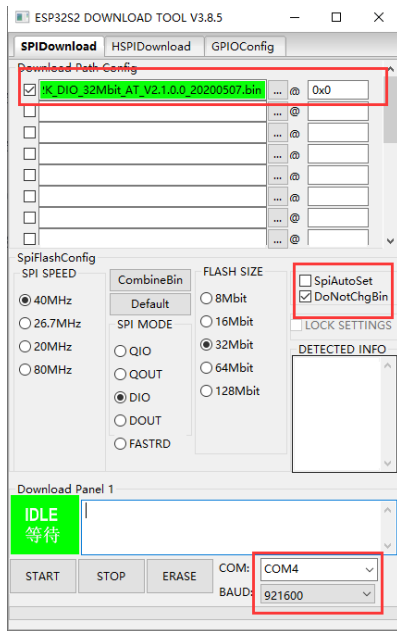 ESP32S2 DOWNLOAD TOOL V3.8.5
SPIDownload HSPIDownload GPIOConfig
Download Path Config
!K_DIO_32Mbit_AT_V2.1.0.0_20200507.bin ... @ 0x0
... @
... @
... @
... @
... @
... @
... @
SpiFlashConfig
SPI SPEED
40MHz
26.7MHz
20MHz
80MHz
CombineBin
Default
SPI MODE
QIO
QOUT
DIO
DOUT
FASTRD
FLASH SIZE
8Mbit
16Mbit
32Mbit
64Mbit
128Mbit
SpiAutoSet
DoNotChgBin
LOCK SETTINGS
DETECTED INFO
Download Panel 1
IDLE
等待
START STOP ERASE
COM: COM4
BAUD: 921600